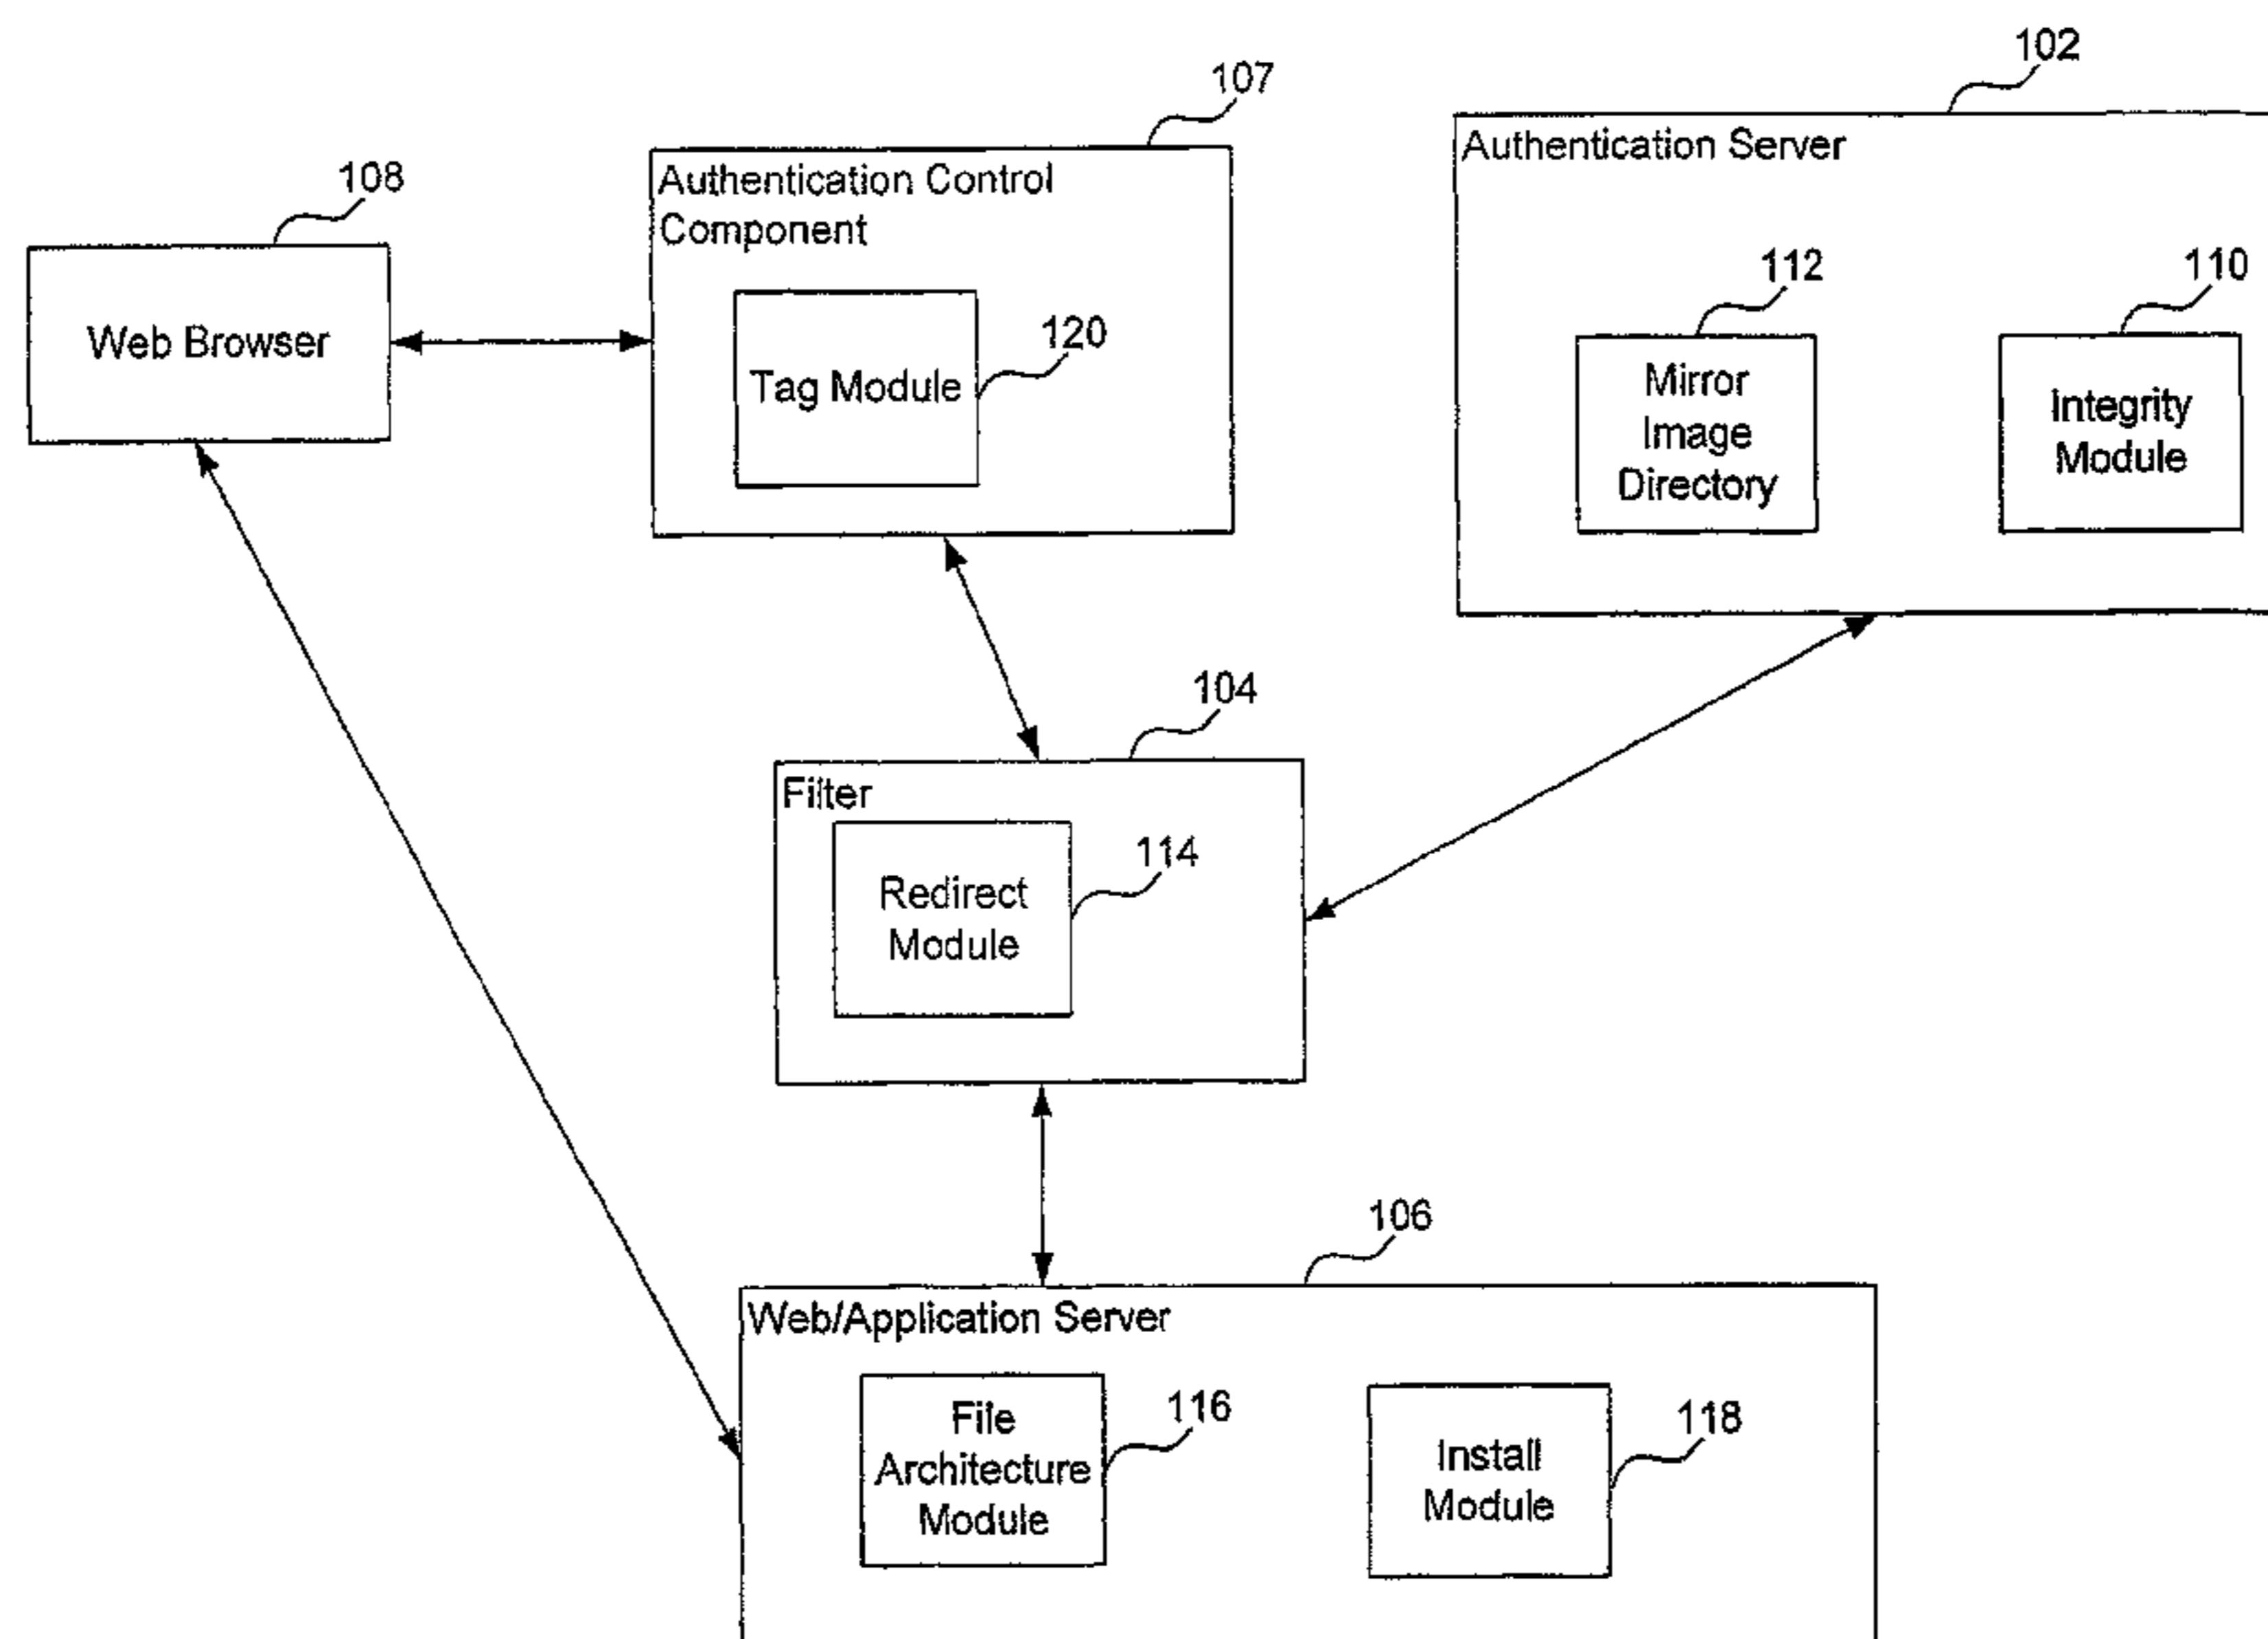 102
107
Authentication Server
108
Authentication Control
Component
112
110
Web Browser
120
Tag Module
Mirror
Image
Directory
Integrity
Module
104
Filter
114
Redirect
Module
106
Web/Application Server
116
File
Architecture
Module
118
Install
Module